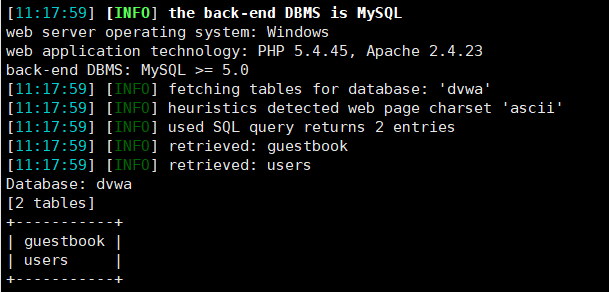 [11:17:59] [INFO] the back-end DBMS is MySQL
web server operating system: Windows
web application technology: PHP 5.4.45, Apache 2.4.23
back-end DBMS: MySQL >= 5.0
[11:17:59] [INFO] fetching tables for database: 'dvwa'
[11:17:59] [INFO] heuristics detected web page charset 'ascii'
[11:17:59] [INFO] used SQL query returns 2 entries
[11:17:59] [INFO] retrieved: guestbook
[11:17:59] [INFO] retrieved: users
Database: dvwa
[2 tables]
+-----------+
| guestbook |
| users     |
+-----------+